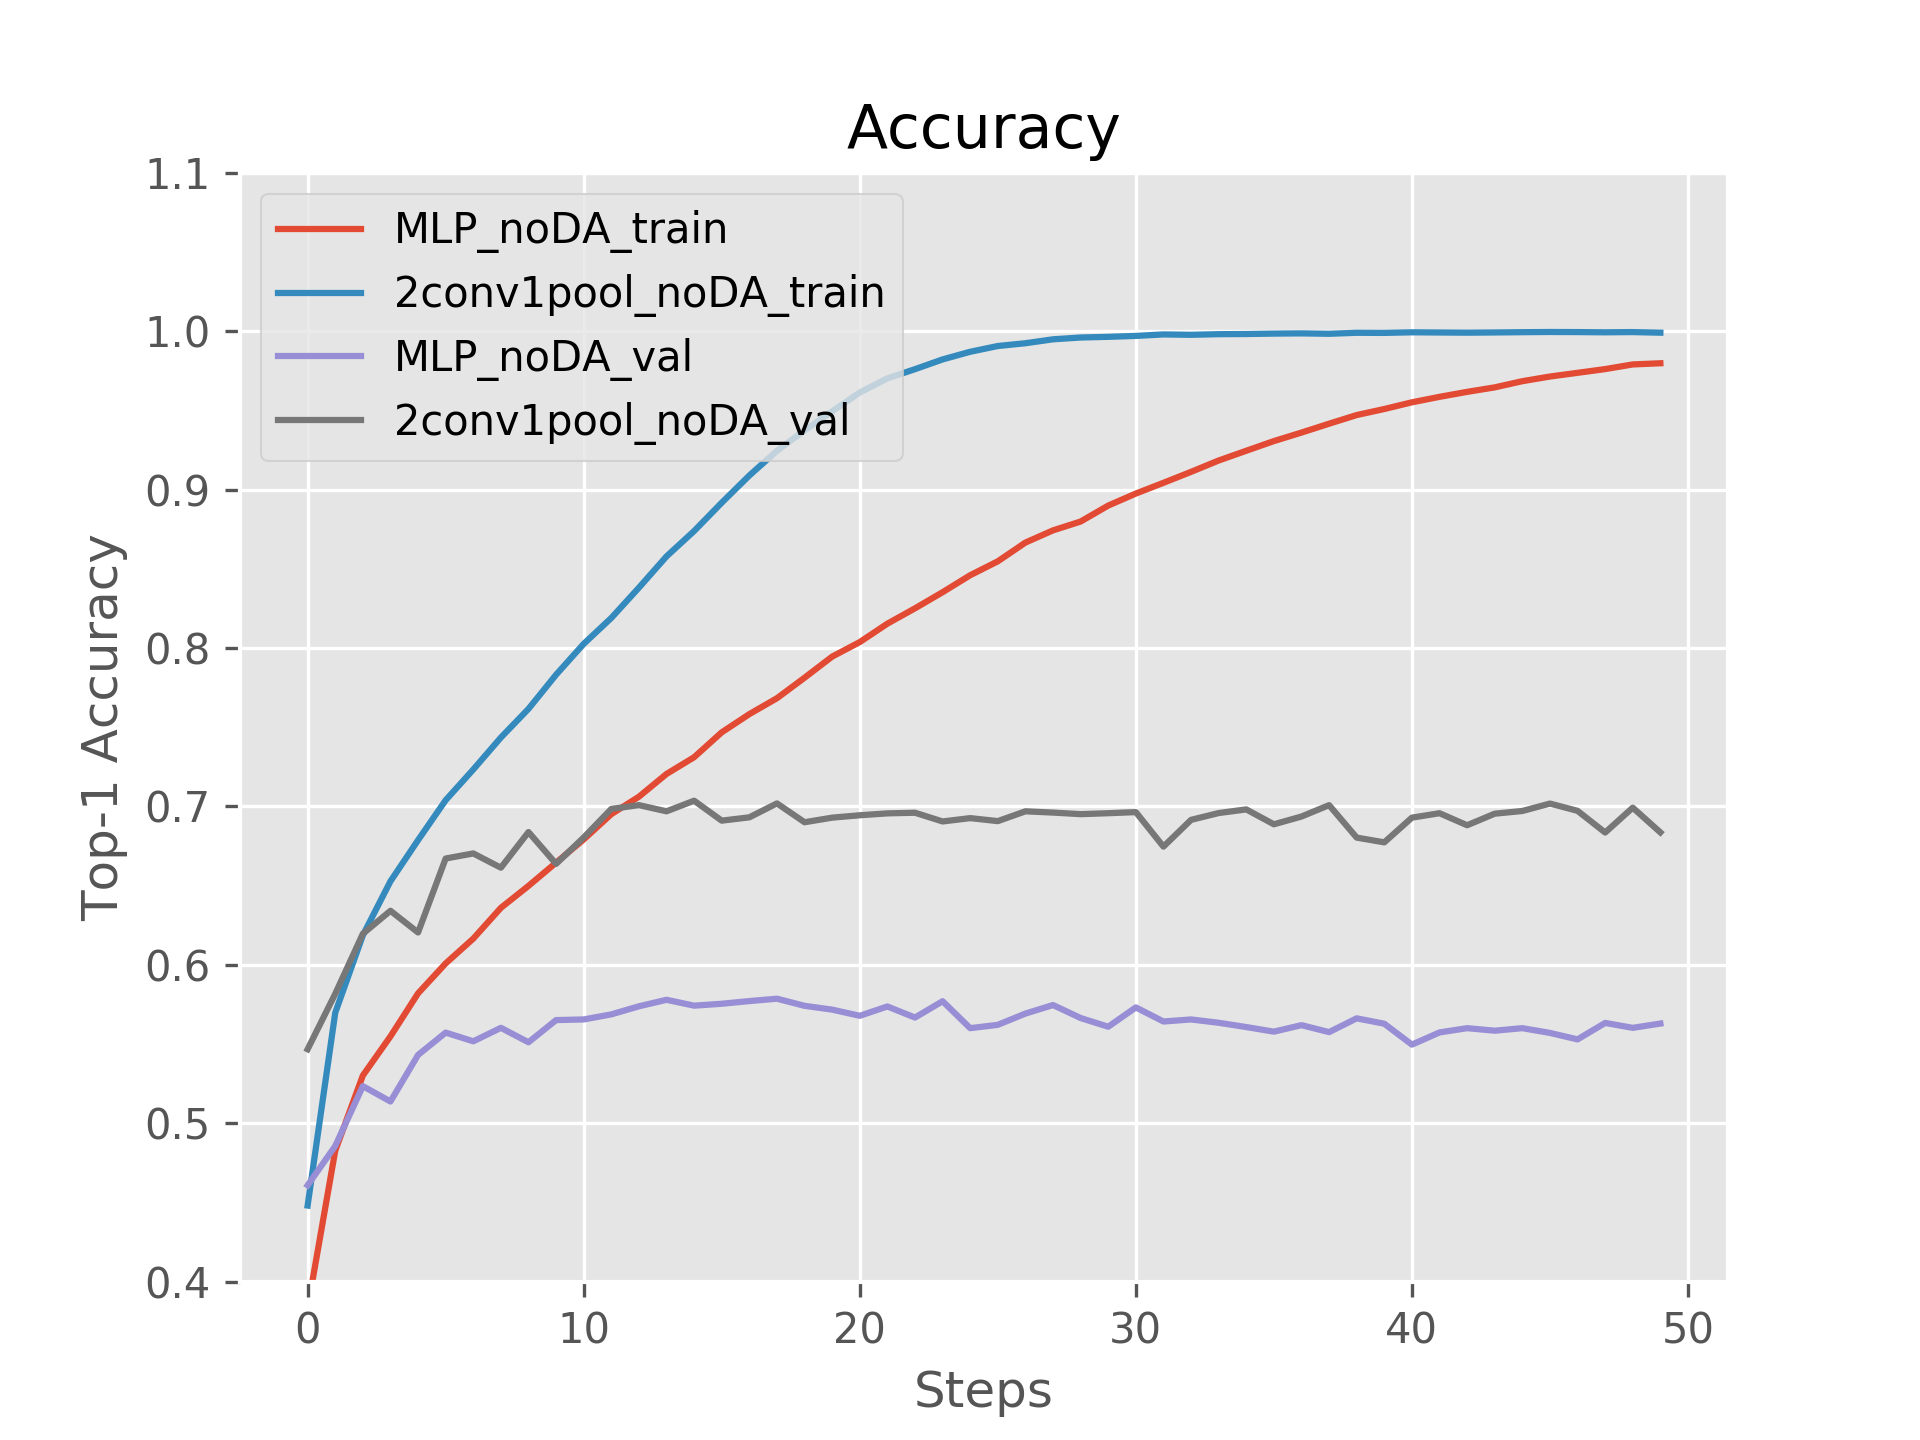 Accuracy
1.1
1.0
0.9
0.8
0.7
0.6
0.5
0.4
Top-1 Accuracy
MLP_noDA_train
2conv1pool_noDA_train
MLP_noDA_val
2conv1pool_noDA_val
0 10 20 30 40 50
Steps